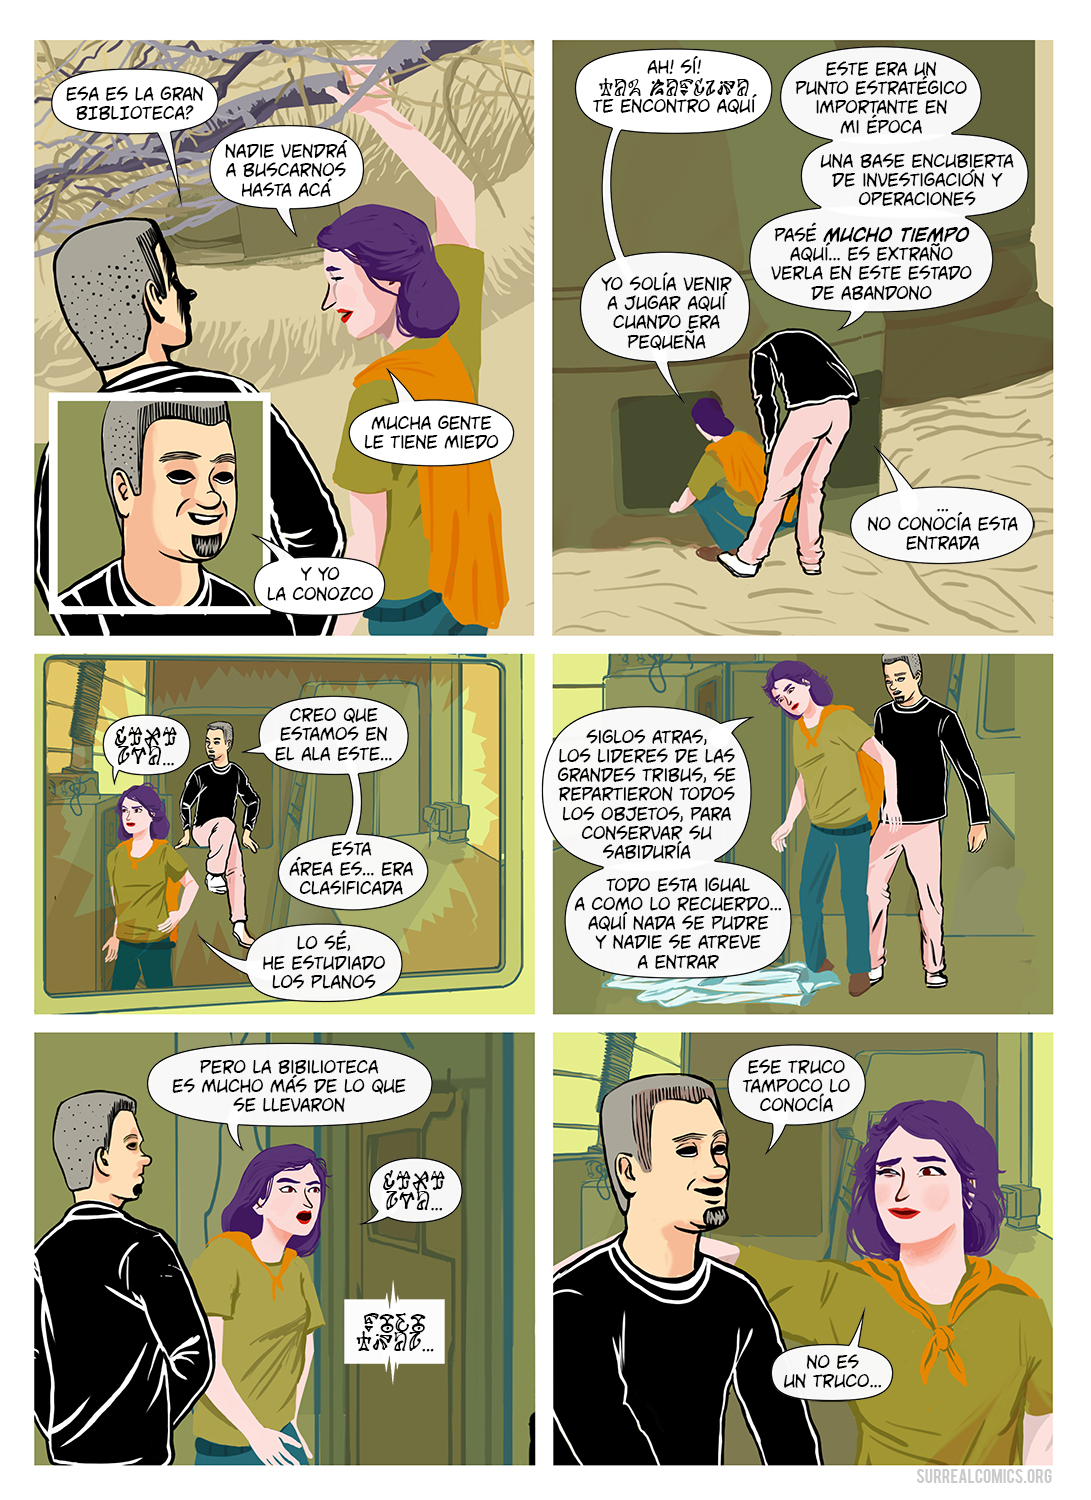 ESA ES LA GRAN
BIBLIOTECA?
NADIE VENDRÁ
A BUSCARNOS
HASTA ACÁ
MUCHA GENTE
LE TIENE MIEDO
Y YO
LA CONOZCO
AH! SÍ!
TE ENCONTRO AQUÍ
YO SOLÍA VENIR
A JUGAR AQUÍ
CUANDO ERA
PEQUEÑA
ESTE ERA UN
PUNTO ESTRATÉGICO
IMPORTANTE EN
MI ÉPOCA
UNA BASE ENCUBIERTA
DE INVESTIGACIÓN Y
OPERACIONES
PASÉ MUCHO TIEMPO
AQUÍ... ES EXTRAÑO
VERLA EN ESTE ESTADO
DE ABANDONO
...
NO CONOCÍA ESTA
ENTRADA
CREO QUE
ESTAMOS EN
EL ALA ESTE...
ESTA
ÁREA ES... ERA
CLASIFICADA
LO SÉ,
HE ESTUDIADO
LOS PLANOS
SIGLOS ATRAS,
LOS LIDERES DE LAS
GRANDES TRIBUS, SE
REPARTIERON TODOS
LOS OBJETOS, PARA
CONSERVAR SU
SABIDURÍA
TODO ESTA IGUAL
A COMO LO RECUERDO...
AQUÍ NADA SE PUDRE
Y NADIE SE ATREVE
A ENTRAR
PERO LA BIBILIOTECA
ES MUCHO MÁS DE LO QUE
SE LLEVARON
ESE TRUCO
TAMPOCO LO
CONOCÍA
NO ES
UN TRUCO...
SURREALCOMICS.ORG